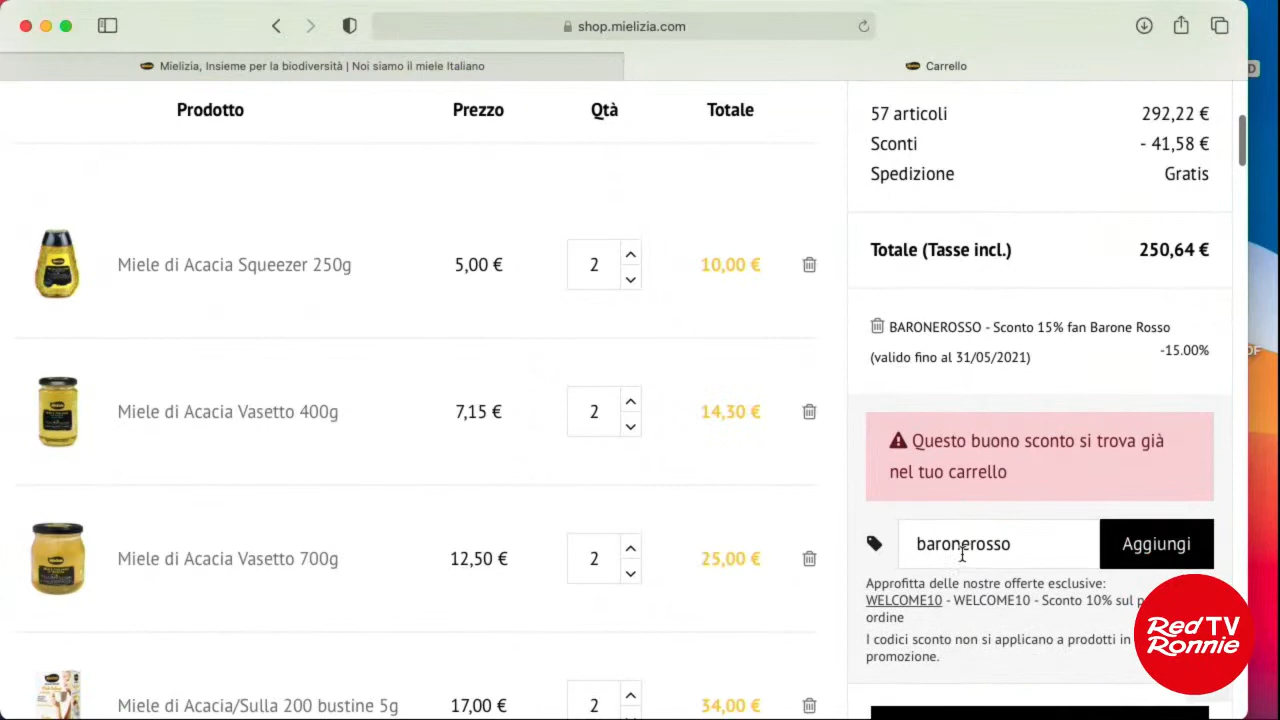 shop.mielizia.com
Mielizia, Insieme per la biodiversità | Noi siamo il miele Italiano
Carrello
Prodotto Prezzo Qtà Totale
Miele di Acacia Squeezer 250g 5,00 € 2 10,00 €
Miele di Acacia Vasetto 400g 7,15 € 2 14,30 €
Miele di Acacia Vasetto 700g 12,50 € 2 25,00 €
Miele di Acacia/Sulla 200 bustine 5g 17,00 € 2 34,00 €
57 articoli 292,22 €
Sconti - 41,58 €
Spedizione Gratis
Totale (Tasse incl.) 250,64 €
BARONEROSSO - Sconto 15% fan Barone Rosso
(valido fino al 31/05/2021) -15.00%
Questo buono sconto si trova già
nel tuo carrello
baronerosso Aggiungi
Approfitta delle nostre offerte esclusive:
WELCOME10 - WELCOME10 - Sconto 10% sul
ordine
I codici sconto non si applicano a prodotti in
promozione.
Red TV
Ronnie